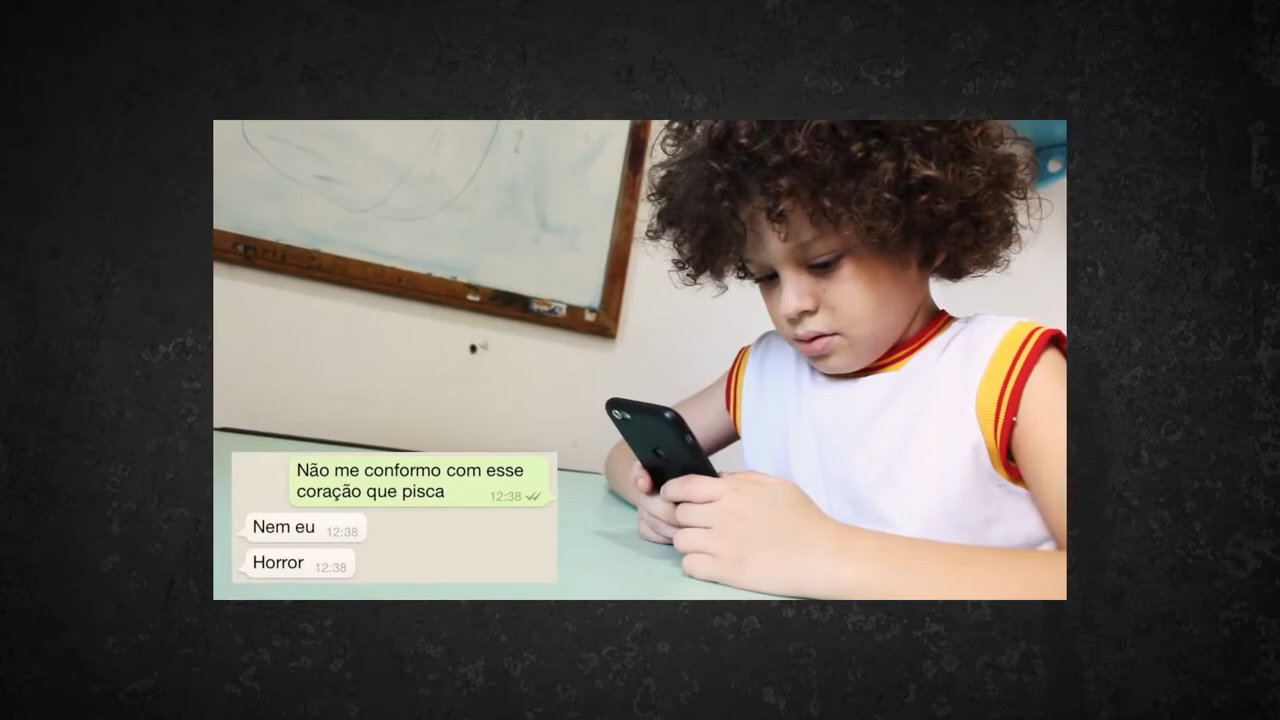 Não me conformo com esse
coração que pisca
12:38
Nem eu 12:38
Horror 12:38